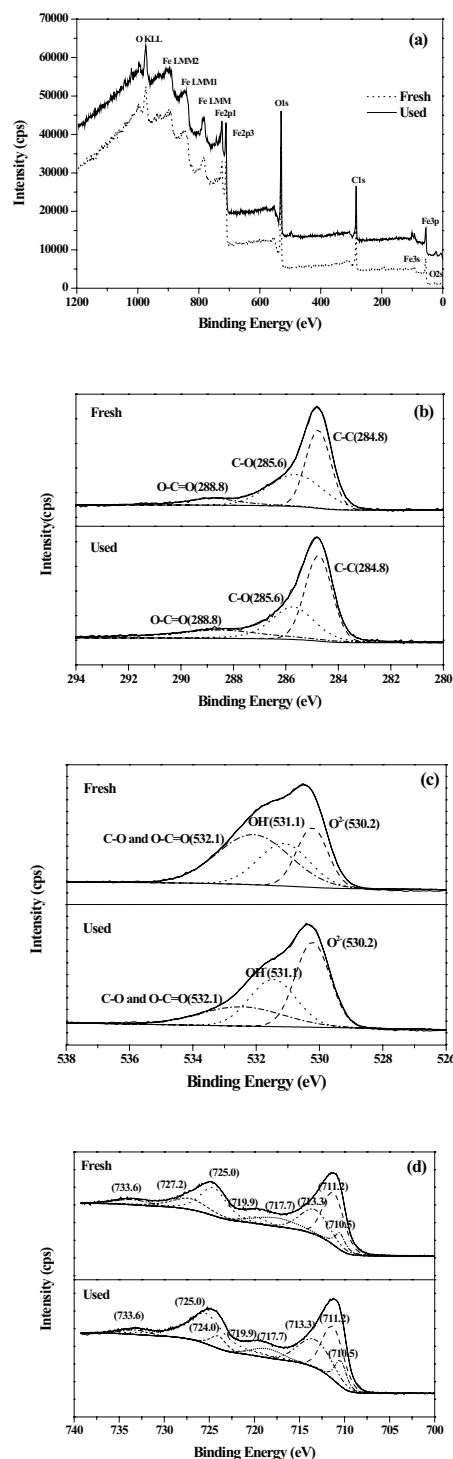 (a)
70000
60000
50000
40000
30000
20000
10000
0
Intensity (cps)
O KLL
Fe LMM2
Fe LMM1
Fe LMM
Fe2p1
Fe2p3
O1s
C1s
Fe3p
Fe3s
O2s
Fresh
Used
1200 1000 800 600 400 200 0
Binding Energy (eV)
Fresh (b)
C-C(284.8)
C-O(285.6)
O-C=O(288.8)
Intensity(cps)
Used
C-C(284.8)
C-O(285.6)
O-C=O(288.8)
294 292 290 288 286 284 282 280
Binding Energy (eV)
Fresh (c)
OH⁻(531.1) O²⁻(530.2)
C-O and O-C=O(532.1)
Intensity (cps)
Used
O²⁻(530.2)
OH⁻(531.1)
C-O and O-C=O(532.1)
538 536 534 532 530 528 526
Binding Energy (eV)
Fresh (d)
(733.6) (727.2) (725.0) (719.9) (717.7) (713.3) (711.2) (710.5)
Intensity (cps)
Used
(733.6) (725.0) (724.0) (719.9) (717.7) (713.3) (711.2) (710.5)
740 735 730 725 720 715 710 705 700
Binding Energy (eV)